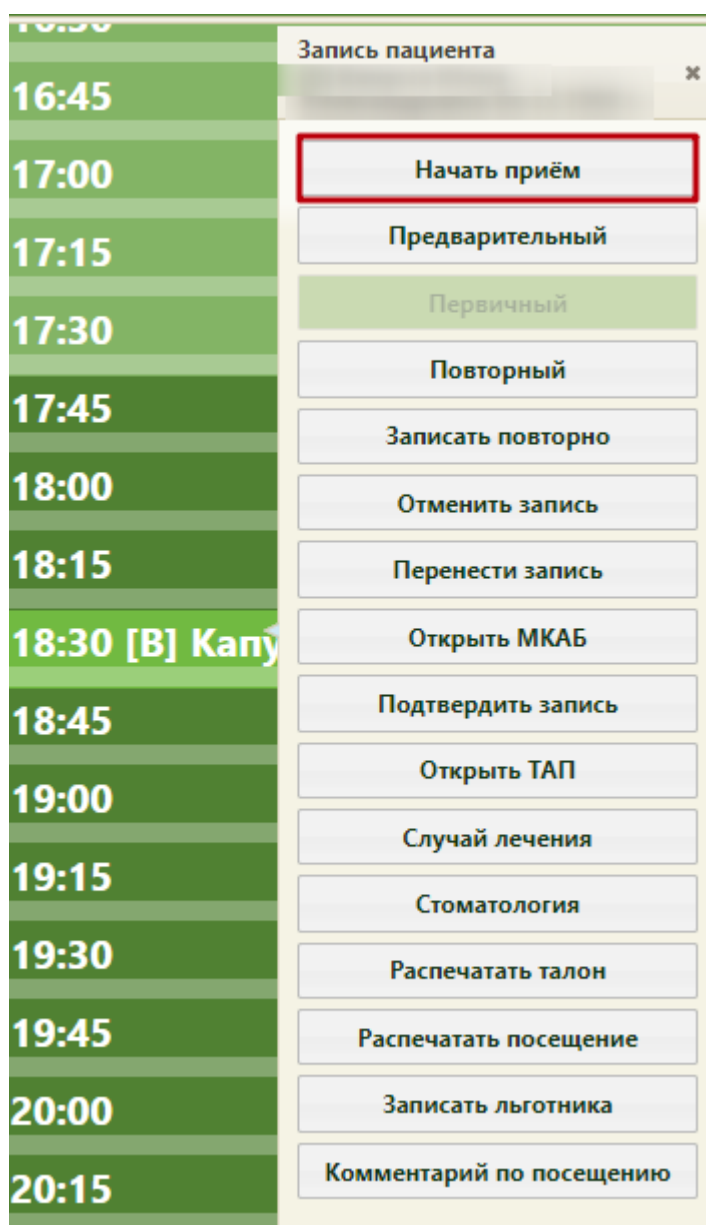 16:30
16:45
17:00
17:15
17:30
17:45
18:00
18:15
18:30 [В] Капу
18:45
19:00
19:15
19:30
19:45
20:00
20:15
Запись пациента
Начать приём
Предварительный
Первичный
Повторный
Записать повторно
Отменить запись
Перенести запись
Открыть МКАБ
Подтвердить запись
Открыть ТАП
Случай лечения
Стоматология
Распечатать талон
Распечатать посещение
Записать льготника
Комментарий по посещению